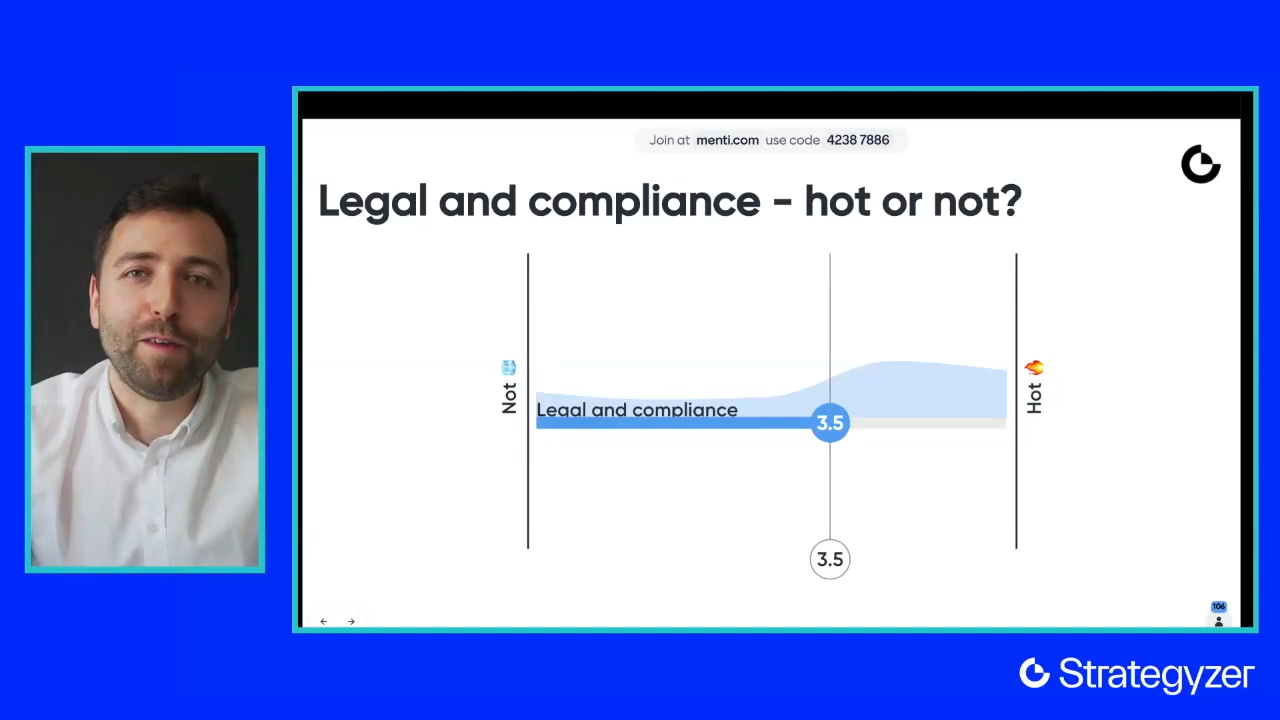 Join at menti.com use code 4238 7886
Legal and compliance - hot or not?
Not
Legal and compliance
3.5
Hot
3.5
106
Strategyzer